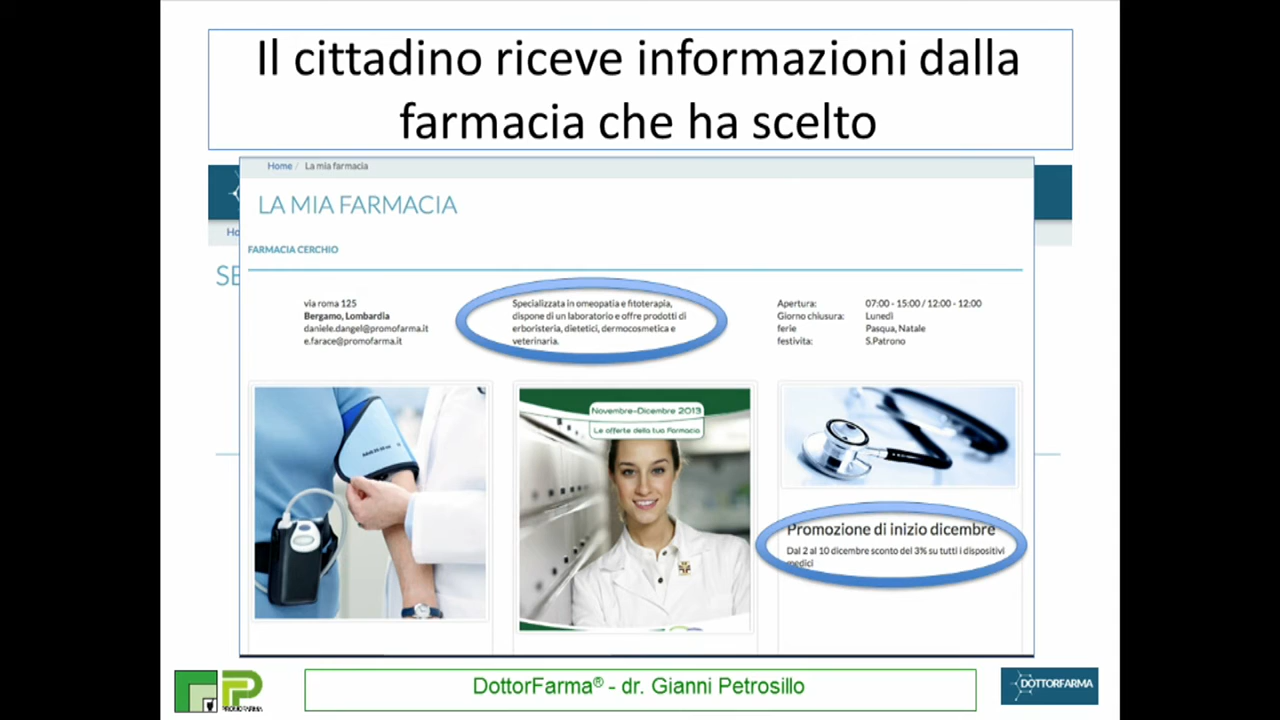 Il cittadino riceve informazioni dalla
farmacia che ha scelto
Home / La mia farmacia
LA MIA FARMACIA
FARMACIA CERCHIO
via roma 125
Bergamo, Lombardia
daniele.dangel@promofarma.it
e.farace@promofarma.it
Specializzata in omeopatia e fitoterapia,
dispone di un laboratorio e offre prodotti di
erboristeria, dietetici, dermocosmetica e
veterinaria.
Apertura: 07:00 - 15:00 / 12:00 - 12:00
Giorno chiusura: Lunedì
ferie Pasqua, Natale
festivita: S.Patrono
Novembre-Dicembre 2013
Le offerte della tua Farmacia
Promozione di inizio dicembre
Dal 2 al 10 dicembre sconto del 3% su tutti i dispositivi
medici
Ho
SE
PROMOFARMA
DottorFarma® - dr. Gianni Petrosillo
DOTTORFARMA